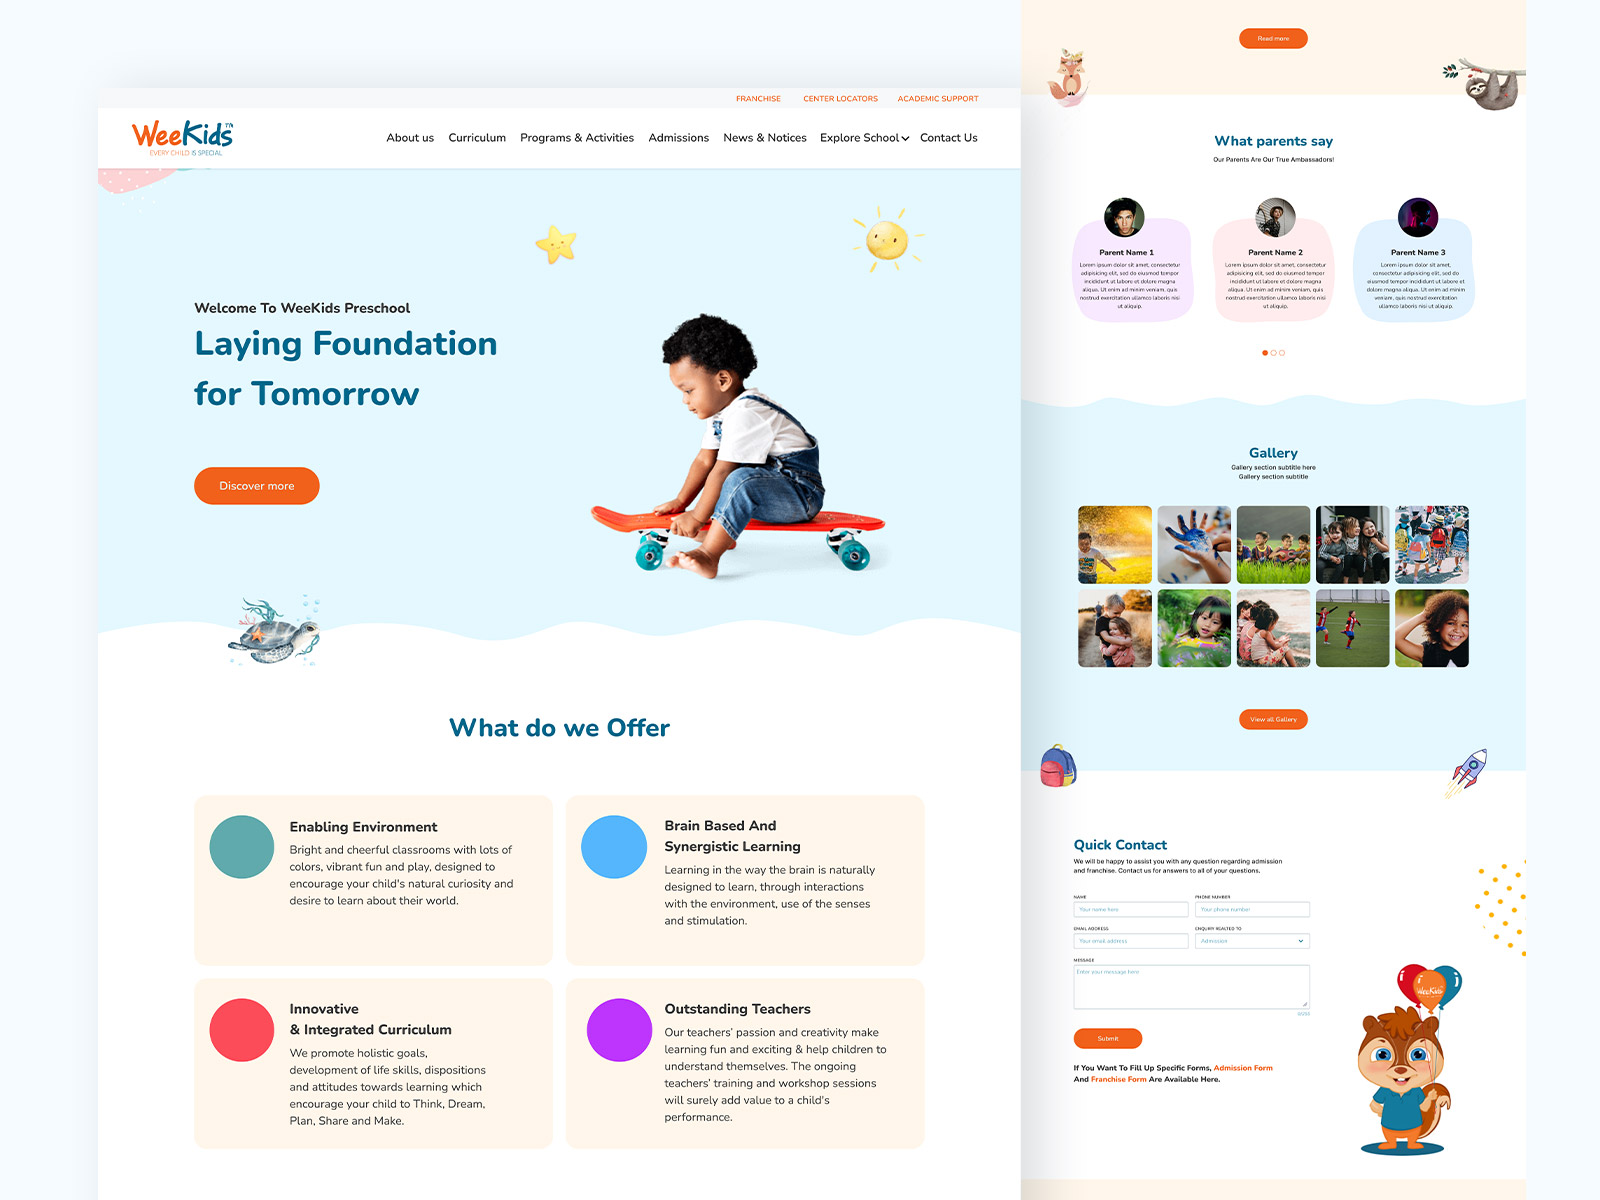 FRANCHISE CENTER LOCATORS ACADEMIC SUPPORT
WeeKids™
EVERY CHILD IS SPECIAL
About us Curriculum Programs & Activities Admissions News & Notices Explore School Contact Us
Welcome To WeeKids Preschool
Laying Foundation
for Tomorrow
Discover more
What do we Offer
Enabling Environment
Bright and cheerful classrooms with lots of
colors, vibrant fun and play, designed to
encourage your child's natural curiosity and
desire to learn about their world.
Brain Based And
Synergistic Learning
Learning in the way the brain is naturally
designed to learn, through interactions
with the environment, use of the senses
and stimulation.
Innovative
& Integrated Curriculum
We promote holistic goals,
development of life skills, dispositions
and attitudes towards learning which
encourage your child to Think, Dream,
Plan, Share and Make.
Outstanding Teachers
Our teachers' passion and creativity make
learning fun and exciting & help children to
understand themselves. The ongoing
teachers' training and workshop sessions
will surely add value to a child's
performance.
Read more
What parents say
Our Parents Are Our True Ambassadors!
Parent Name 1
Lorem ipsum dolor sit amet, consectetur
adipisicing elit, sed do eiusmod tempor
incididunt ut labore et dolore magna
aliqua. Ut enim ad minim veniam, quis
nostrud exercitation ullamco laboris nisi
ut aliquip.
Parent Name 2
Lorem ipsum dolor sit amet, consectetur
adipisicing elit, sed do eiusmod tempor
incididunt ut labore et dolore magna
aliqua. Ut enim ad minim veniam, quis
nostrud exercitation ullamco laboris nisi
ut aliquip.
Parent Name 3
Lorem ipsum dolor sit amet,
consectetur adipisicing elit, sed do
eiusmod tempor incididunt ut labore et
dolore magna aliqua. Ut enim ad minim
veniam, quis nostrud exercitation
ullamco laboris nisi ut aliquip.
Gallery
Gallery section subtitle here
Gallery section subtitle
View all Gallery
Quick Contact
We will be happy to assist you with any question regarding admission
and franchise. Contact us for answers to all of your questions.
NAME PHONE NUMBER
Your name here Your phone number
EMAIL ADDRESS ENQUIRY REALTED TO
Your email address Admission
MESSAGE
Enter your message here
0/255
Submit
If You Want To Fill Up Specific Forms, Admission Form
And Franchise Form Are Available Here.
WeeKids